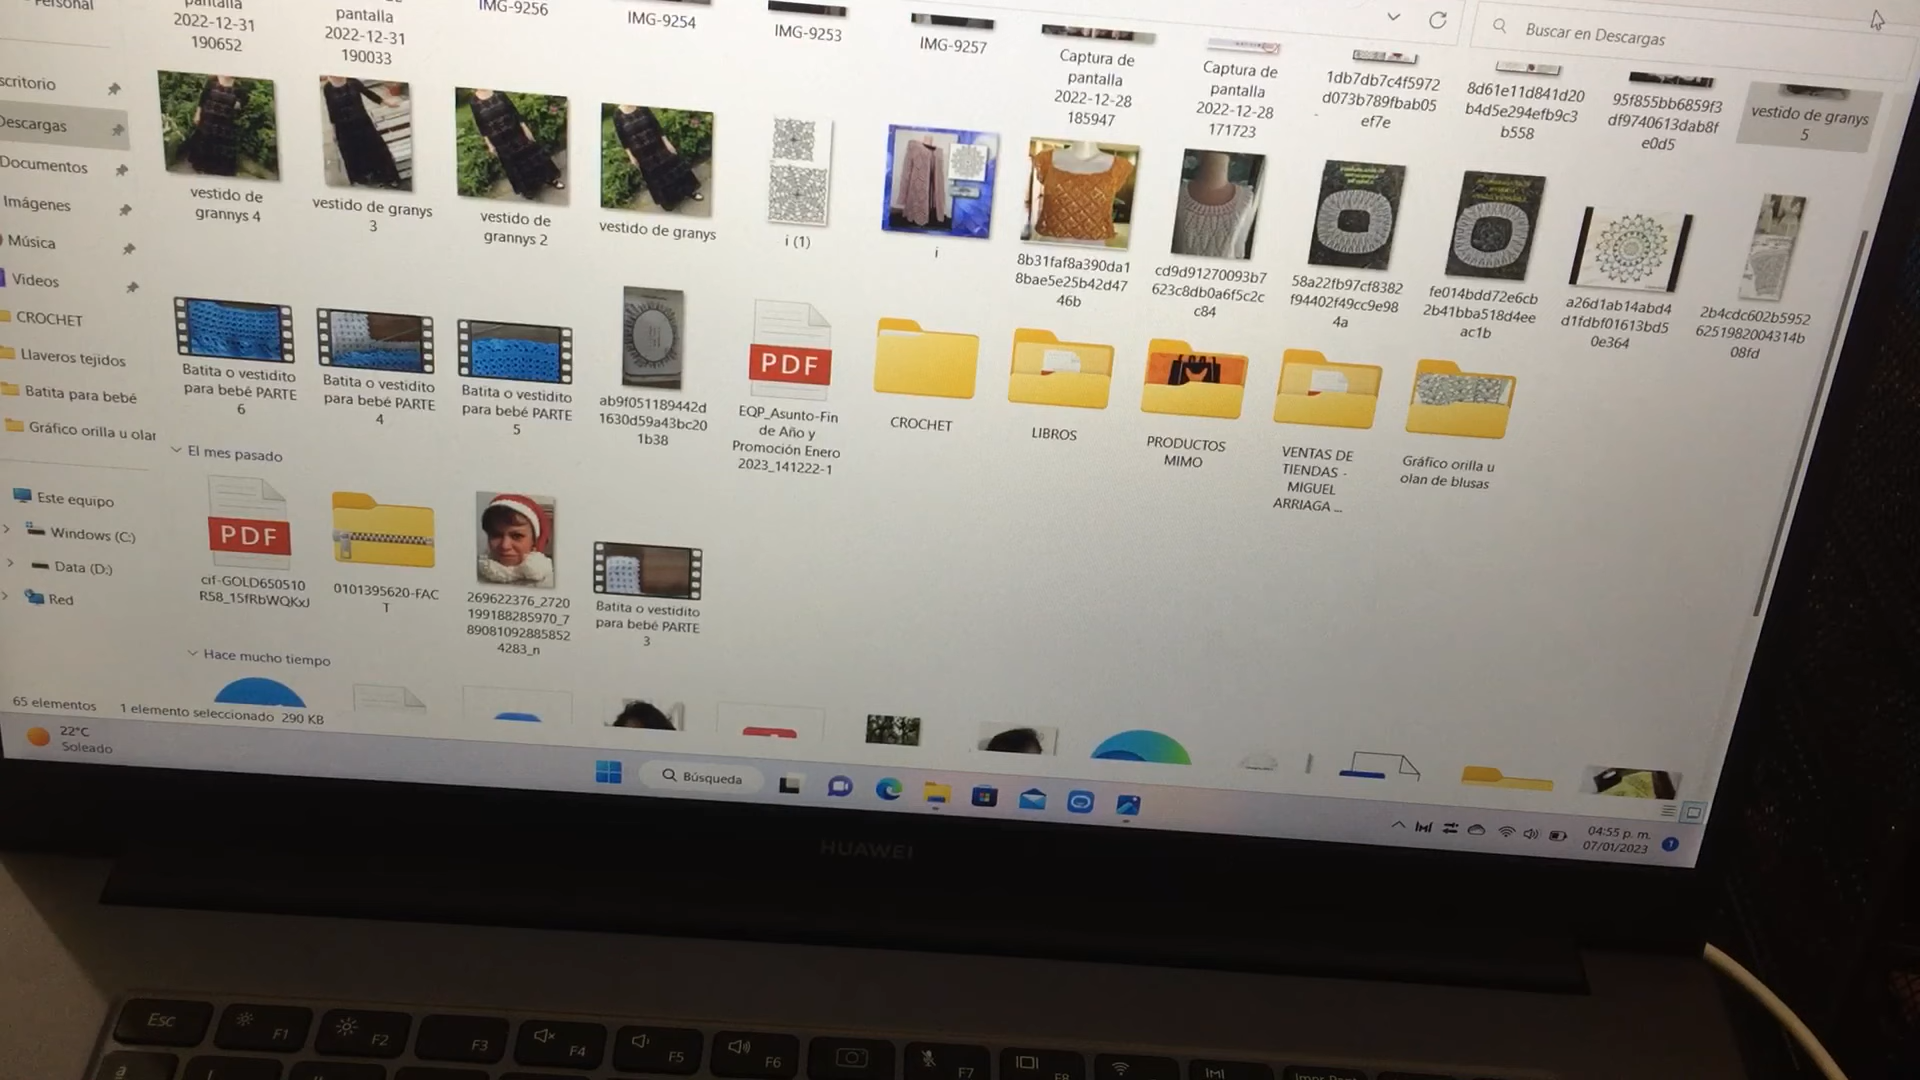 Personal
pantalla
2022-12-31
190652
pantalla
2022-12-31
190033
IMG-9256
IMG-9254
IMG-9253
IMG-9257
Captura de
pantalla
2022-12-28
185947
Captura de
pantalla
2022-12-28
171723
1db7db7c4f5972
d073b789fbab05
ef7e
8d61e11d841d20
b4d5e294efb9c3
b558
95f855bb6859f3
df9740613dab8f
e0d5
vestido de granys
5
Buscar en Descargas
scritorio
Descargas
Documentos
Imágenes
Música
Videos
CROCHET
Llaveros tejidos
Batita para bebé
Gráfico orilla u olar
Este equipo
Windows (C:)
Data (D:)
Red
vestido de
grannys 4
vestido de granys
3
vestido de
grannys 2
vestido de granys
i (1)
i
8b31faf8a390da1
8bae5e25b42d47
46b
cd9d91270093b7
623c8db0a6f5c2c
c84
58a22fb97cf8382
f94402f49cc9e98
4a
fe014bdd72e6cb
2b41bba518d4ee
ac1b
a26d1ab14abd4
d1fdbf01613bd5
0e364
2b4cdc602b5952
6251982004314b
08fd
Batita o vestidito
para bebé PARTE
6
Batita o vestidito
para bebé PARTE
4
Batita o vestidito
para bebé PARTE
5
ab9f051189442d
1630d59a43bc20
1b38
PDF
EQP_Asunto-Fin
de Año y
Promoción Enero
2023_141222-1
CROCHET
LIBROS
PRODUCTOS
MIMO
VENTAS DE
TIENDAS -
MIGUEL
ARRIAGA ...
Gráfico orilla u
olan de blusas
El mes pasado
PDF
cif-GOLD650510
R58_15fRbWQKxJ
0101395620-FAC
T
269622376_2720
199188285970_7
89081092885852
4283_n
Batita o vestidito
para bebé PARTE
3
Hace mucho tiempo
65 elementos
1 elemento seleccionado 290 KB
22°C
Soleado
Búsqueda
04:55 p. m.
07/01/2023
1
HUAWEI
Esc
F1
F2
F3
F4
F5
F6
F7
F8